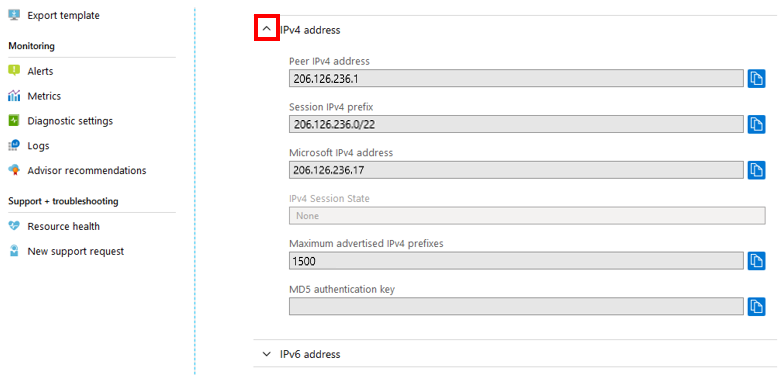 Export template
Monitoring
Alerts
Metrics
Diagnostic settings
Logs
Advisor recommendations
Support + troubleshooting
Resource health
New support request
IPv4 address
Peer IPv4 address
206.126.236.1
Session IPv4 prefix
206.126.236.0/22
Microsoft IPv4 address
206.126.236.17
IPv4 Session State
None
Maximum advertised IPv4 prefixes
1500
MD5 authentication key
IPv6 address